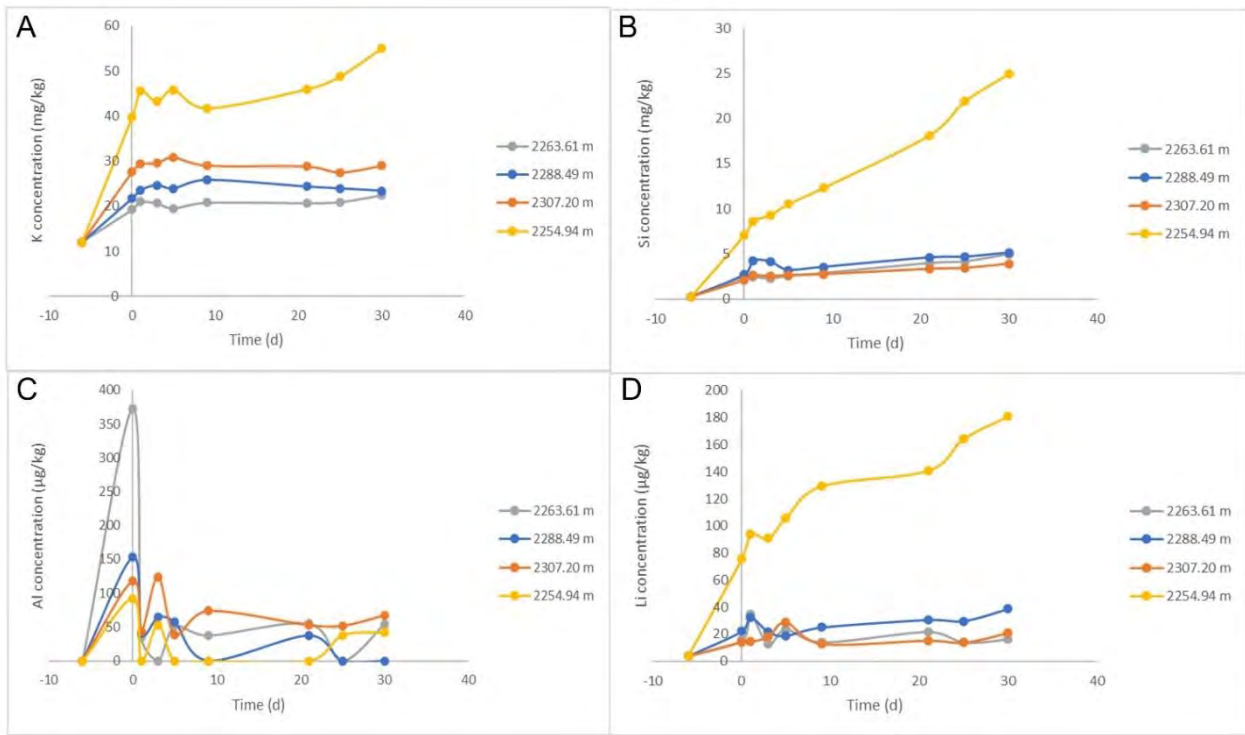 A
K concentration (mg/kg)
60
50
40
30
20
10
0
-10
0
10
20
30
40
Time (d)
2263.61 m
2288.49 m
2307.20 m
2254.94 m
B
Si concentration (mg/kg)
30
25
20
15
10
5
0
-10
0
10
20
30
40
Time (d)
2263.61 m
2288.49 m
2307.20 m
2254.94 m
C
Al concentration (µg/kg)
400
350
300
250
200
150
100
50
0
-10
0
10
20
30
40
Time (d)
2263.61 m
2288.49 m
2307.20 m
2254.94 m
D
Li concentration (µg/kg)
200
180
160
140
120
100
80
60
40
20
0
-10
0
10
20
30
40
Time (d)
2263.61 m
2288.49 m
2307.20 m
2254.94 m